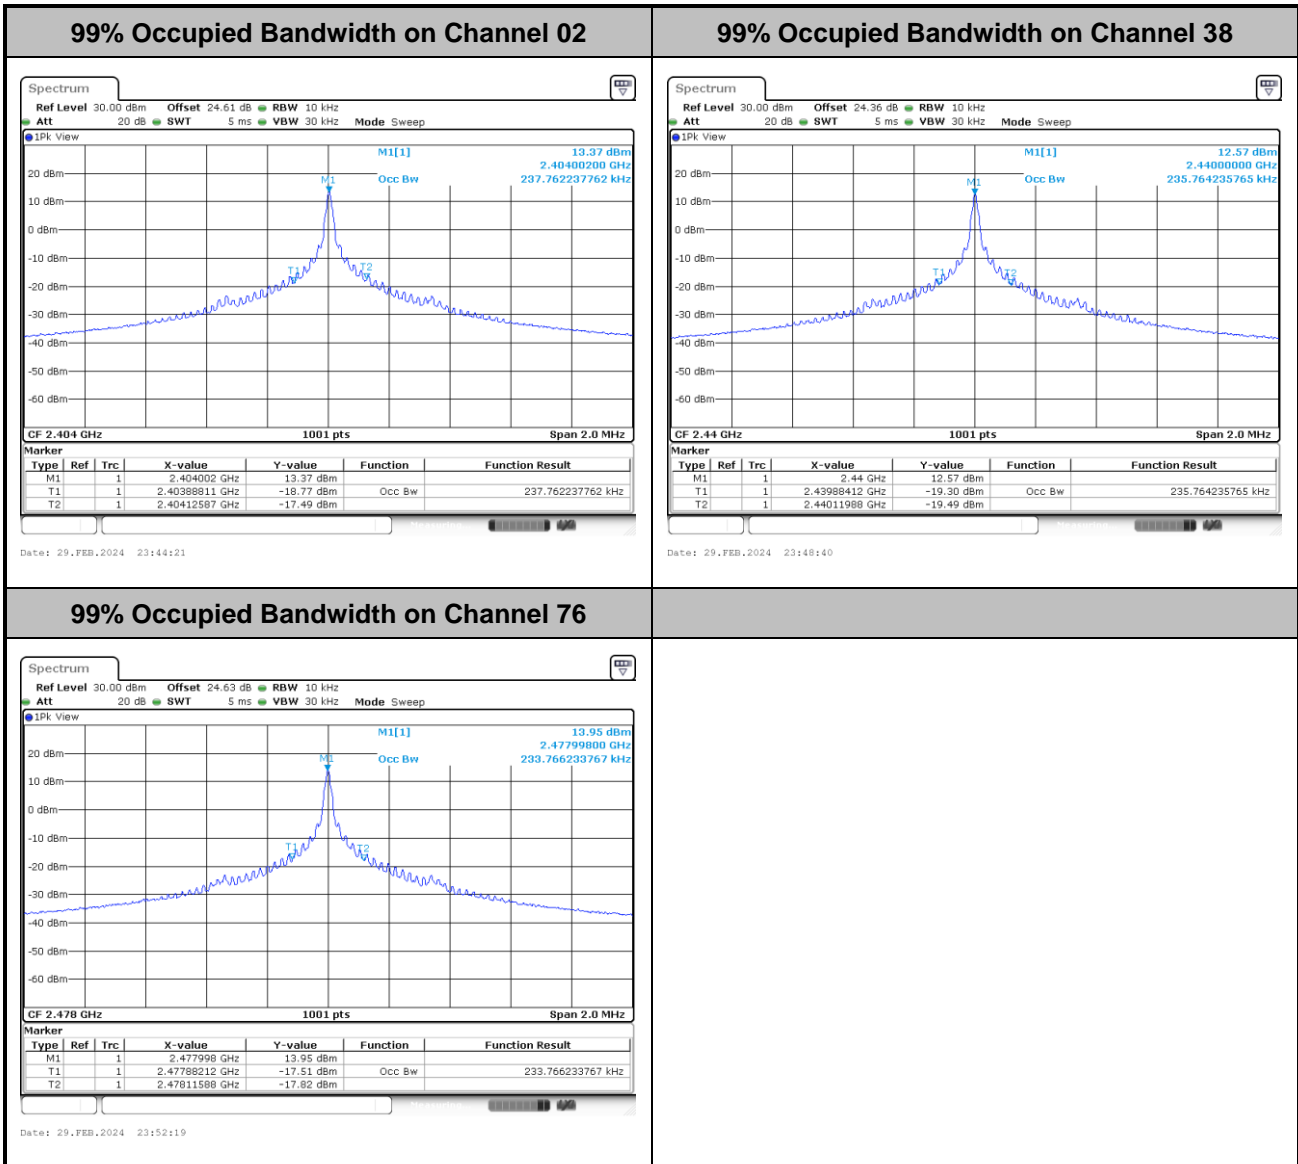 99% Occupied Bandwidth on Channel 02
Spectrum
Ref Level 30.00 dBm Offset 24.61 dB RBW 10 kHz
Att 20 dB SWT 5 ms VBW 30 kHz Mode Sweep
1Pk View
M1[1] 13.37 dBm
2.40400200 GHz
Occ Bw 237.762237762 kHz
20 dBm
M1
10 dBm
0 dBm
-10 dBm
T1 T2
-20 dBm
-30 dBm
-40 dBm
-50 dBm
-60 dBm
CF 2.404 GHz 1001 pts Span 2.0 MHz
Marker
Type Ref Trc X-value Y-value Function Function Result
M1 1 2.404002 GHz 13.37 dBm
T1 1 2.40388811 GHz -18.77 dBm Occ Bw 237.762237762 kHz
T2 1 2.40412587 GHz -17.49 dBm
Date: 29.FEB.2024 23:44:21
99% Occupied Bandwidth on Channel 38
Spectrum
Ref Level 30.00 dBm Offset 24.36 dB RBW 10 kHz
Att 20 dB SWT 5 ms VBW 30 kHz Mode Sweep
1Pk View
M1[1] 12.57 dBm
2.44000000 GHz
Occ Bw 235.764235765 kHz
20 dBm
M1
10 dBm
0 dBm
-10 dBm
T1 T2
-20 dBm
-30 dBm
-40 dBm
-50 dBm
-60 dBm
CF 2.44 GHz 1001 pts Span 2.0 MHz
Marker
Type Ref Trc X-value Y-value Function Function Result
M1 1 2.44 GHz 12.57 dBm
T1 1 2.43988412 GHz -19.30 dBm Occ Bw 235.764235765 kHz
T2 1 2.44011988 GHz -19.49 dBm
Date: 29.FEB.2024 23:48:40
99% Occupied Bandwidth on Channel 76
Spectrum
Ref Level 30.00 dBm Offset 24.63 dB RBW 10 kHz
Att 20 dB SWT 5 ms VBW 30 kHz Mode Sweep
1Pk View
M1[1] 13.95 dBm
2.47799800 GHz
Occ Bw 233.766233767 kHz
20 dBm
M1
10 dBm
0 dBm
-10 dBm
T1 T2
-20 dBm
-30 dBm
-40 dBm
-50 dBm
-60 dBm
CF 2.478 GHz 1001 pts Span 2.0 MHz
Marker
Type Ref Trc X-value Y-value Function Function Result
M1 1 2.477998 GHz 13.95 dBm
T1 1 2.47788212 GHz -17.51 dBm Occ Bw 233.766233767 kHz
T2 1 2.47811588 GHz -17.82 dBm
Date: 29.FEB.2024 23:52:19